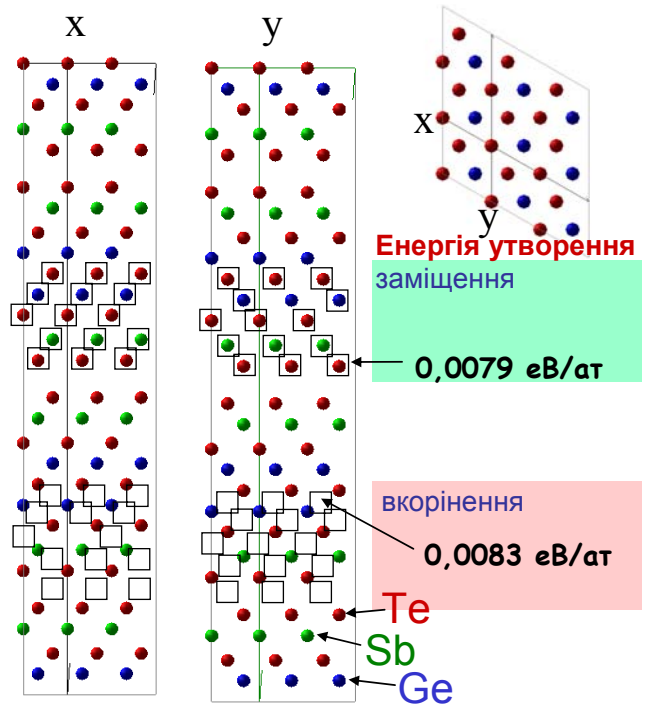 x
y
x
y
Енергія утворення
заміщення
0,0079 еВ/ат
вкорінення
0,0083 еВ/ат
Te
Sb
Ge